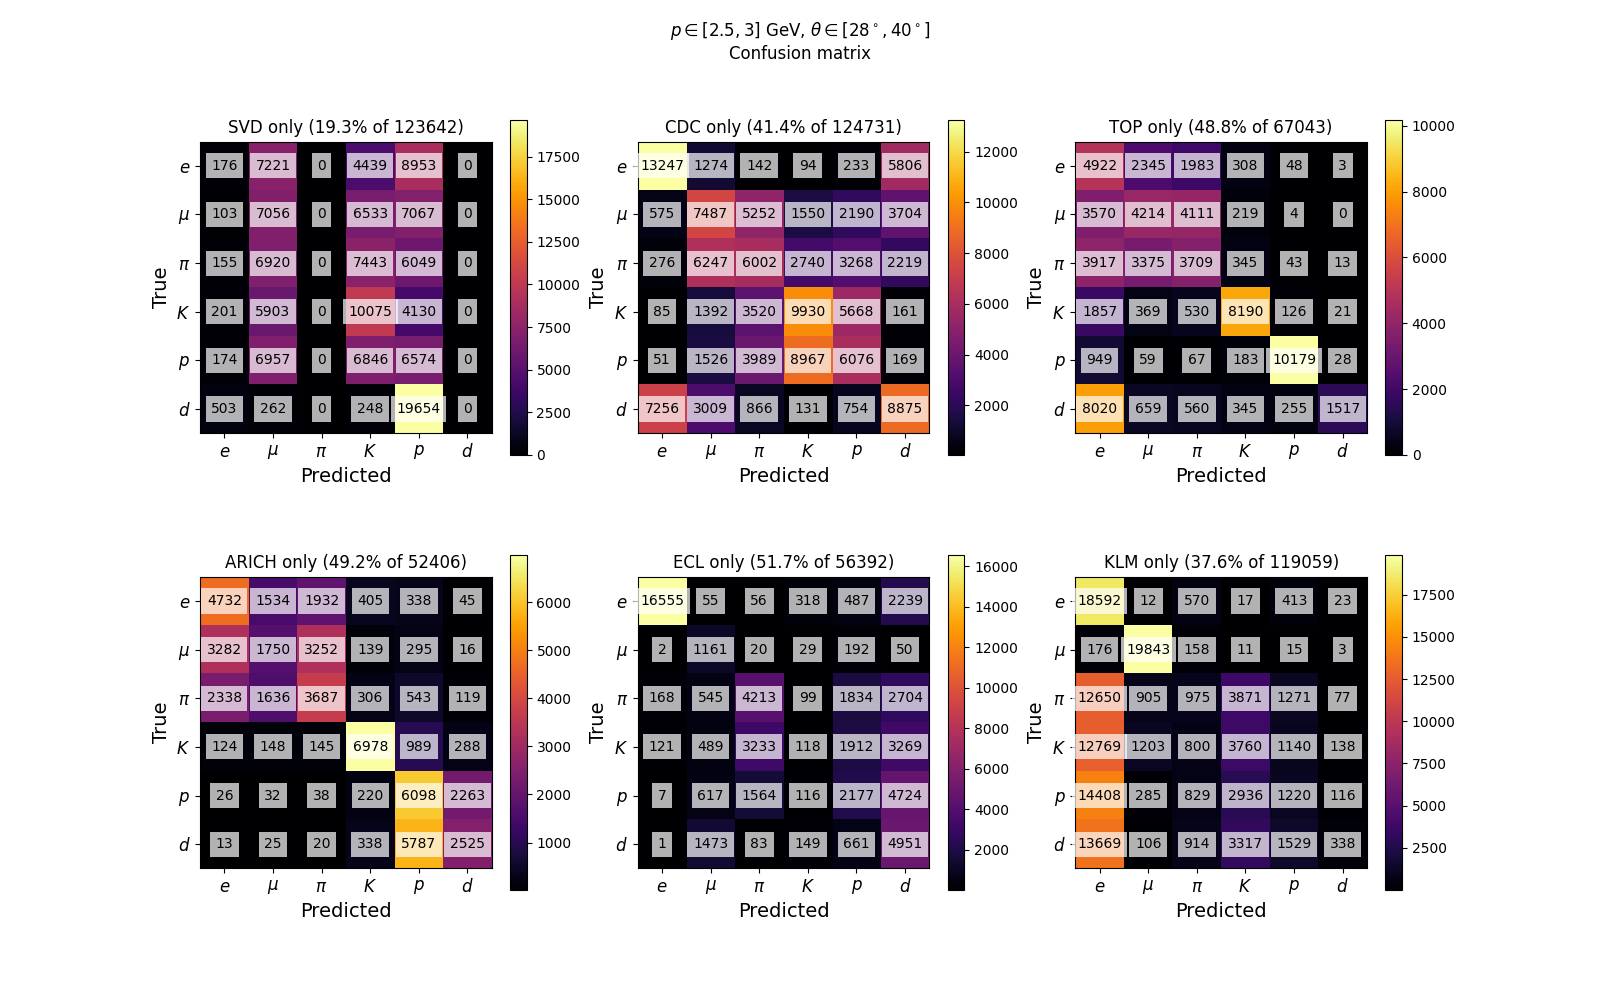 p ∈ [2.5, 3] GeV, θ ∈ [28°, 40°]
Confusion matrix
SVD only (19.3% of 123642)
e 176 7221 0 4439 8953 0
μ 103 7056 0 6533 7067 0
π 155 6920 0 7443 6049 0
K 201 5903 0 10075 4130 0
p 174 6957 0 6846 6574 0
d 503 262 0 248 19654 0
e μ π K p d
Predicted
True
17500
15000
12500
10000
7500
5000
2500
0
CDC only (41.4% of 124731)
e 13247 1274 142 94 233 5806
μ 575 7487 5252 1550 2190 3704
π 276 6247 6002 2740 3268 2219
K 85 1392 3520 9930 5668 161
p 51 1526 3989 8967 6076 169
d 7256 3009 866 131 754 8875
e μ π K p d
Predicted
True
12000
10000
8000
6000
4000
2000
TOP only (48.8% of 67043)
e 4922 2345 1983 308 48 3
μ 3570 4214 4111 219 4 0
π 3917 3375 3709 345 43 13
K 1857 369 530 8190 126 21
p 949 59 67 183 10179 28
d 8020 659 560 345 255 1517
e μ π K p d
Predicted
True
10000
8000
6000
4000
2000
0
ARICH only (49.2% of 52406)
e 4732 1534 1932 405 338 45
μ 3282 1750 3252 139 295 16
π 2338 1636 3687 306 543 119
K 124 148 145 6978 989 288
p 26 32 38 220 6098 2263
d 13 25 20 338 5787 2525
e μ π K p d
Predicted
True
6000
5000
4000
3000
2000
1000
ECL only (51.7% of 56392)
e 16555 55 56 318 487 2239
μ 2 1161 20 29 192 50
π 168 545 4213 99 1834 2704
K 121 489 3233 118 1912 3269
p 7 617 1564 116 2177 4724
d 1 1473 83 149 661 4951
e μ π K p d
Predicted
True
16000
14000
12000
10000
8000
6000
4000
2000
KLM only (37.6% of 119059)
e 18592 12 570 17 413 23
μ 176 19843 158 11 15 3
π 12650 905 975 3871 1271 77
K 12769 1203 800 3760 1140 138
p 14408 285 829 2936 1220 116
d 13669 106 914 3317 1529 338
e μ π K p d
Predicted
True
17500
15000
12500
10000
7500
5000
2500